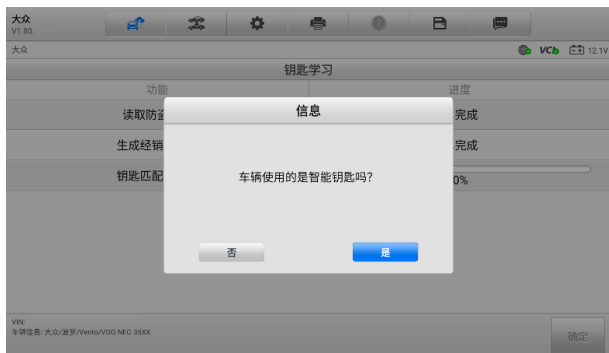 大众
V1.80.
大众
VCb 12.1V
钥匙学习
功能 进度
读取防盗 完成
生成经销 完成
钥匙匹配 0%
信息
车辆使用的是智能钥匙吗?
否 是
VIN:
车辆信息: 大众/波罗/Vento/VDO NEC 35XX
确定